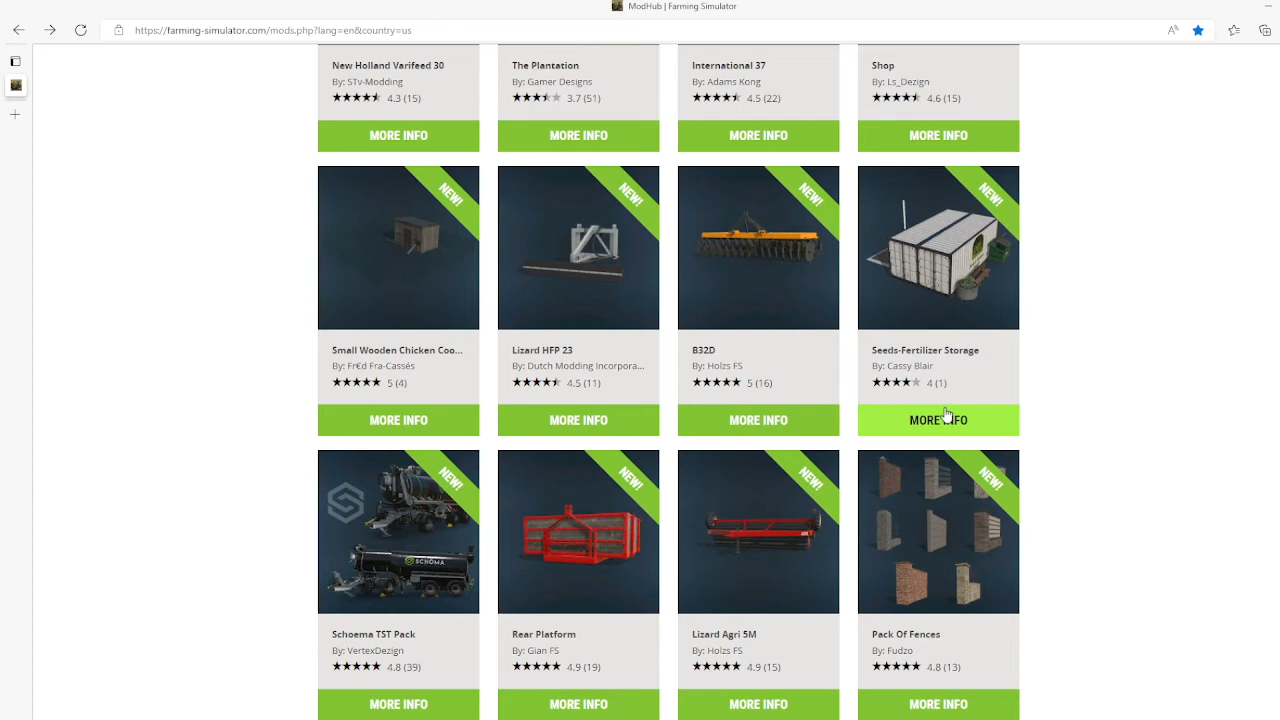 ModHub | Farming Simulator
https://farming-simulator.com/mods.php?lang=en&country=us
New Holland Varifeed 30
The Plantation
International 37
Shop
By: STv-Modding
By: Gamer Designs
By: Adams Kong
By: Ls_Dezign
4.3 (15)
3.7 (51)
4.5 (22)
4.6 (15)
MORE INFO
MORE INFO
MORE INFO
MORE INFO
NEW!
NEW!
NEW!
NEW!
Small Wooden Chicken Coo...
Lizard HFP 23
B32D
Seeds-Fertilizer Storage
By: Fr€d Fra-Cassés
By: Dutch Modding Incorpora...
By: Holzs FS
By: Cassy Blair
5 (4)
4.5 (11)
5 (16)
4 (1)
MORE INFO
MORE INFO
MORE INFO
MORE INFO
NEW!
NEW!
NEW!
NEW!
SCHOMA
Schoema TST Pack
Rear Platform
Lizard Agri 5M
Pack Of Fences
By: VertexDezign
By: Gian FS
By: Holzs FS
By: Fudzo
4.8 (39)
4.9 (19)
4.9 (15)
4.8 (13)
MORE INFO
MORE INFO
MORE INFO
MORE INFO